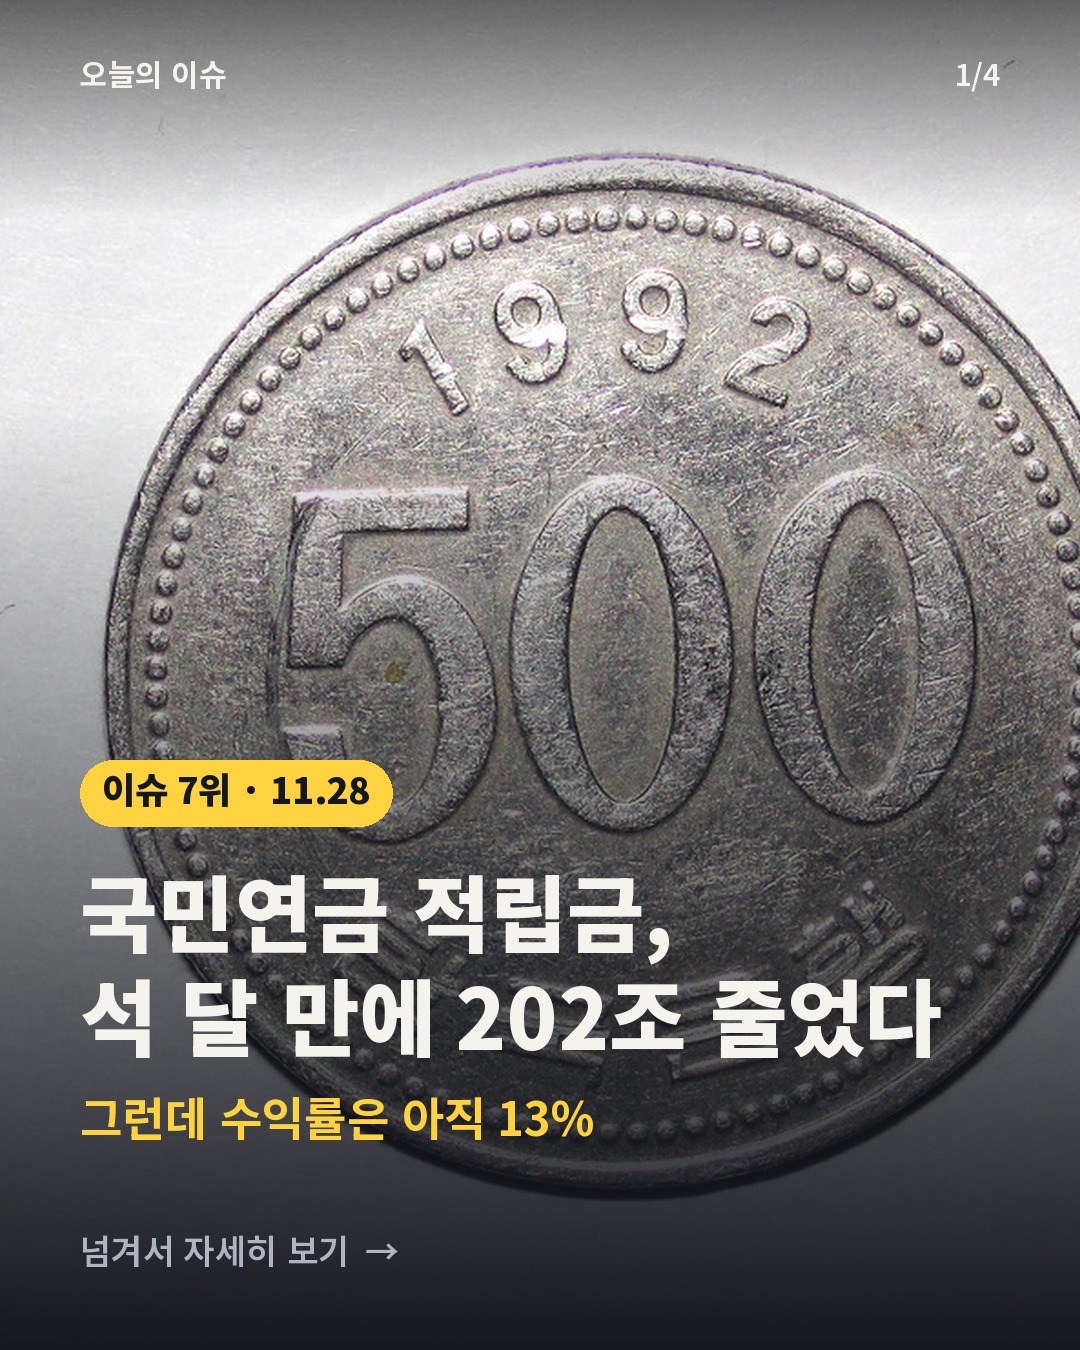 오늘의 이슈
1/4
1992
500
이슈 7위 · 11.28
국민연금 적립금,
석 달 만에 202조 줄었다
그런데 수익률은 아직 13%
넘겨서 자세히 보기 →